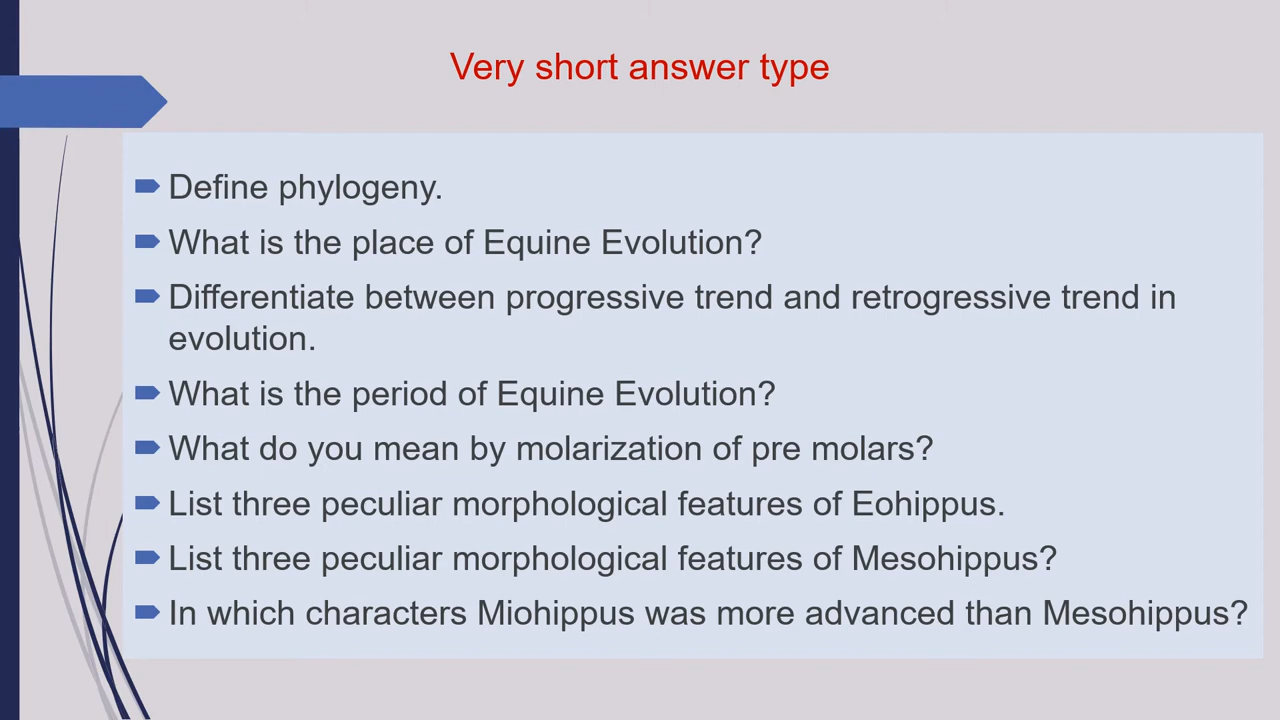 Very short answer type
Define phylogeny.
What is the place of Equine Evolution?
Differentiate between progressive trend and retrogressive trend in
evolution.
What is the period of Equine Evolution?
What do you mean by molarization of pre molars?
List three peculiar morphological features of Eohippus.
List three peculiar morphological features of Mesohippus?
In which characters Miohippus was more advanced than Mesohippus?